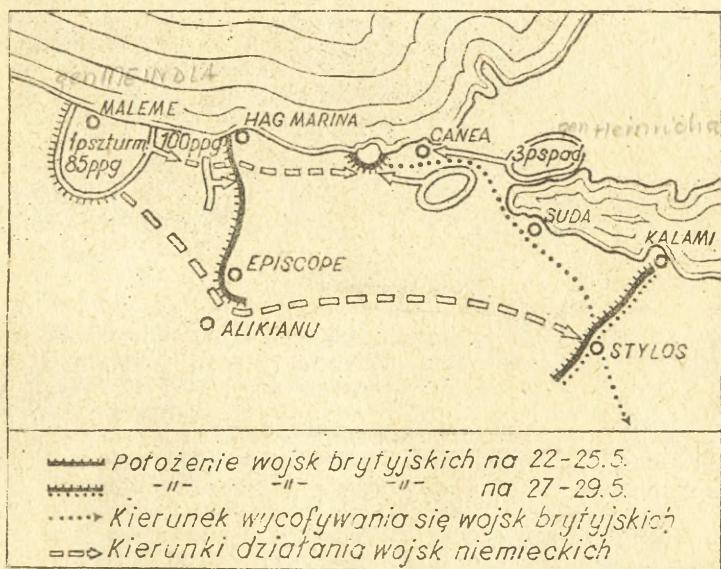 gen MEINDLA
MALEME
HAG MARINA
CANEA
gen Heinricha
1pszturm
100ppg
3pspad
85ppg
SUDA
KALAMI
EPISCOPE
ALIKIANU
STYLOS
Położenie wojsk brytyjskich na 22-25.5.
-"- -"- -"- na 27-29.5.
Kierunek wycofywania się wojsk brytyjskich
Kierunki działania wojsk niemieckich